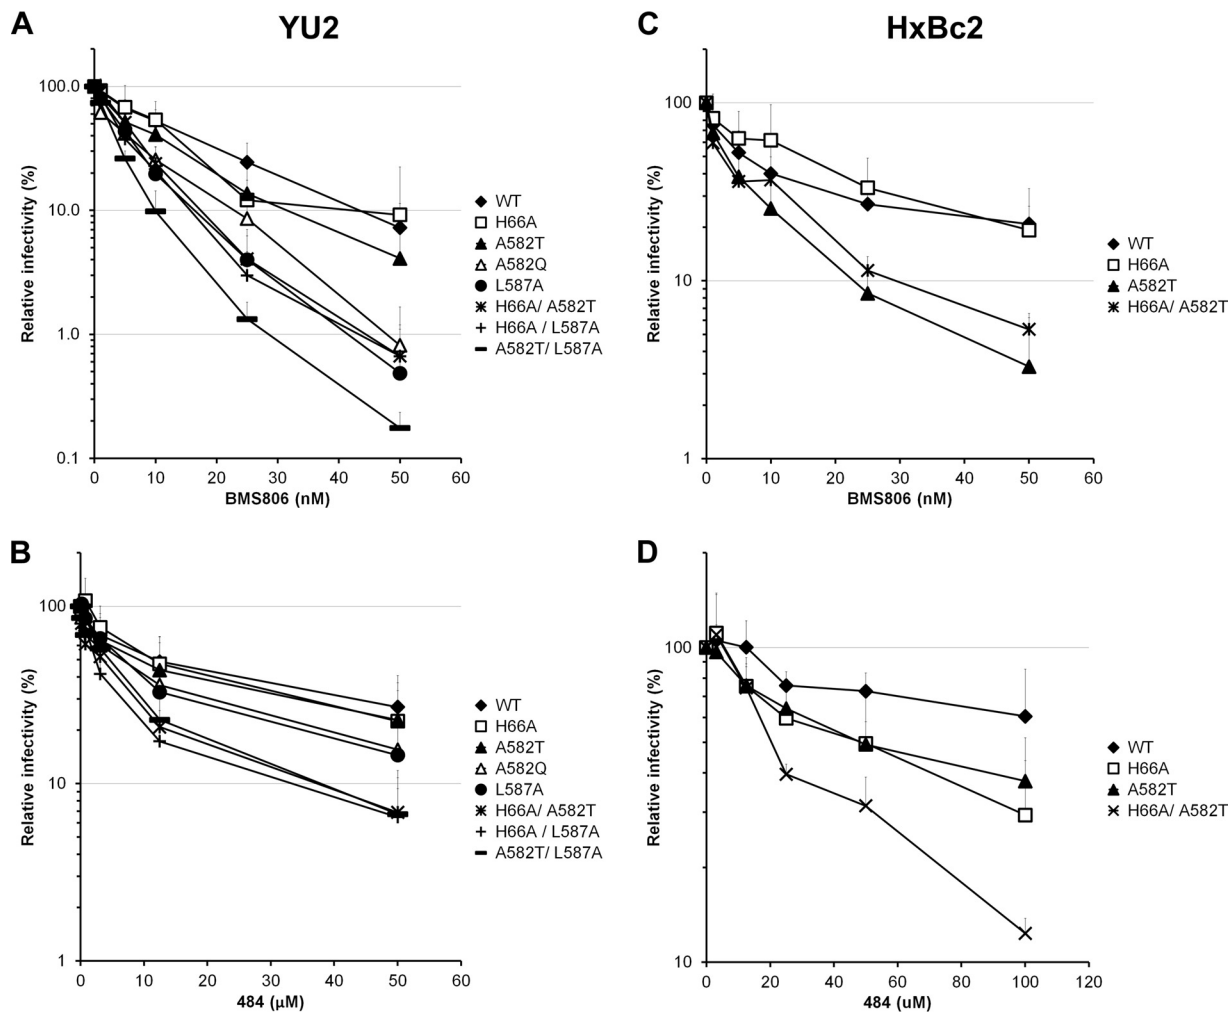 A
YU2
100.0
10.0
1.0
0.1
Relative infectivity (%)
0 10 20 30 40 50 60
BMS806 (nM)
WT
H66A
A582T
A582Q
L587A
H66A/ A582T
H66A / L587A
A582T/ L587A
B
100
10
1
Relative infectivity (%)
0 10 20 30 40 50 60
484 (µM)
WT
H66A
A582T
A582Q
L587A
H66A/ A582T
H66A / L587A
A582T/ L587A
C
HxBc2
100
10
1
Relative infectivity (%)
0 10 20 30 40 50 60
BMS806 (nM)
WT
H66A
A582T
H66A/ A582T
D
100
10
Relative infectivity (%)
0 20 40 60 80 100 120
484 (uM)
WT
H66A
A582T
H66A/ A582T